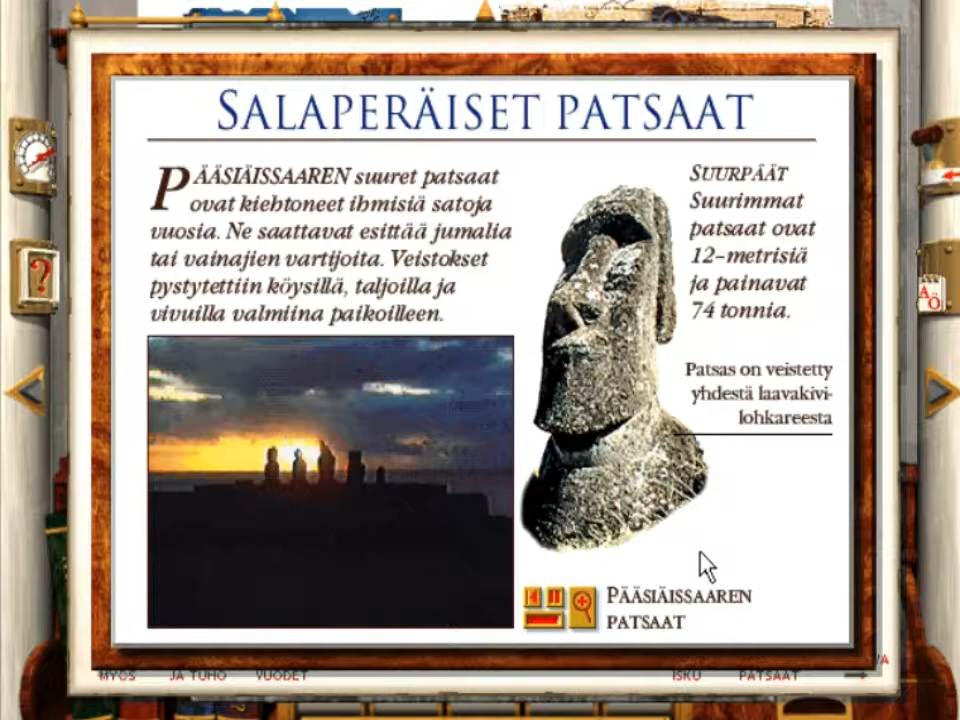 SALAPERÄISET PATSAAT
PÄÄSIÄISSAAREN suuret patsaat
ovat kiehtoneet ihmisiä satoja
vuosia. Ne saattavat esittää jumalia
tai vainajien vartijoita. Veistokset
pystytettiin köysillä, taljoilla ja
vivuilla valmiina paikoilleen.
SUURPÄÄT
Suurimmat
patsaat ovat
12-metrisiä
ja painavat
74 tonnia.
Patsas on veistetty
yhdestä laavakivi-
lohkareesta
PÄÄSIÄISSAAREN
PATSAAT
?
A
Ö
MYÖS JA TUHO VUODET ISKU PATSAAT